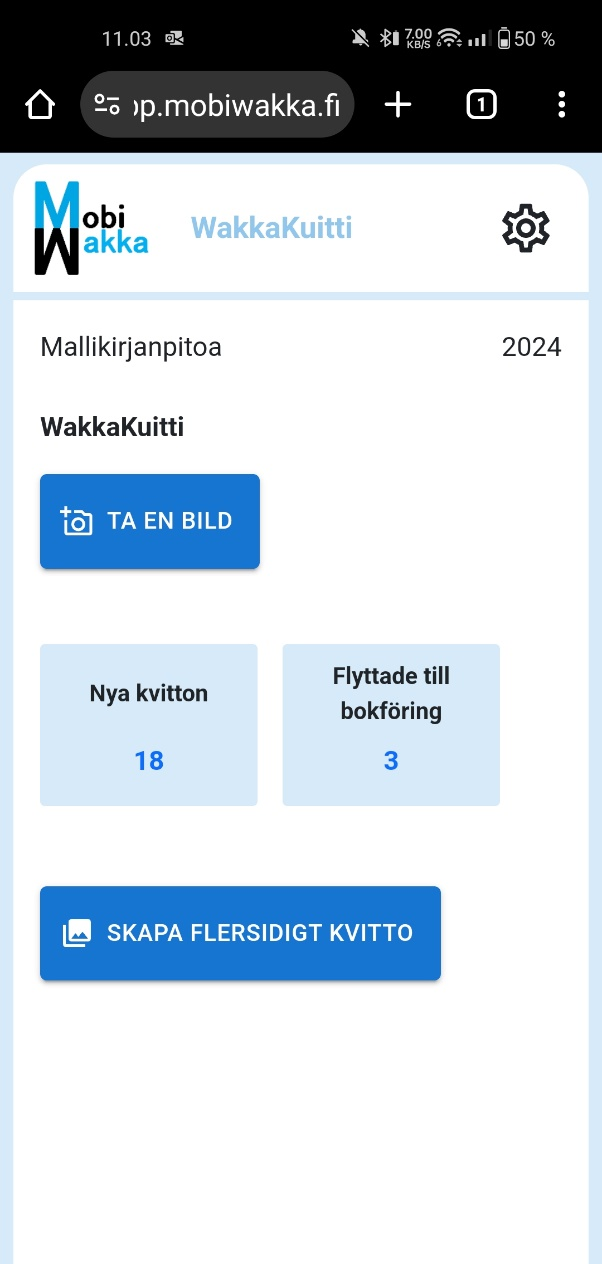 11.03
7.00
KB/S
50 %
op.mobiwakka.fi
1
Mobi
Wakka
WakkaKuitti
Mallikirjanpitoa 2024
WakkaKuitti
TA EN BILD
Nya kvitton
18
Flyttade till
bokföring
3
SKAPA FLERSIDIGT KVITTO